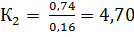 К₂ = 0,74/0,16 = 4,70